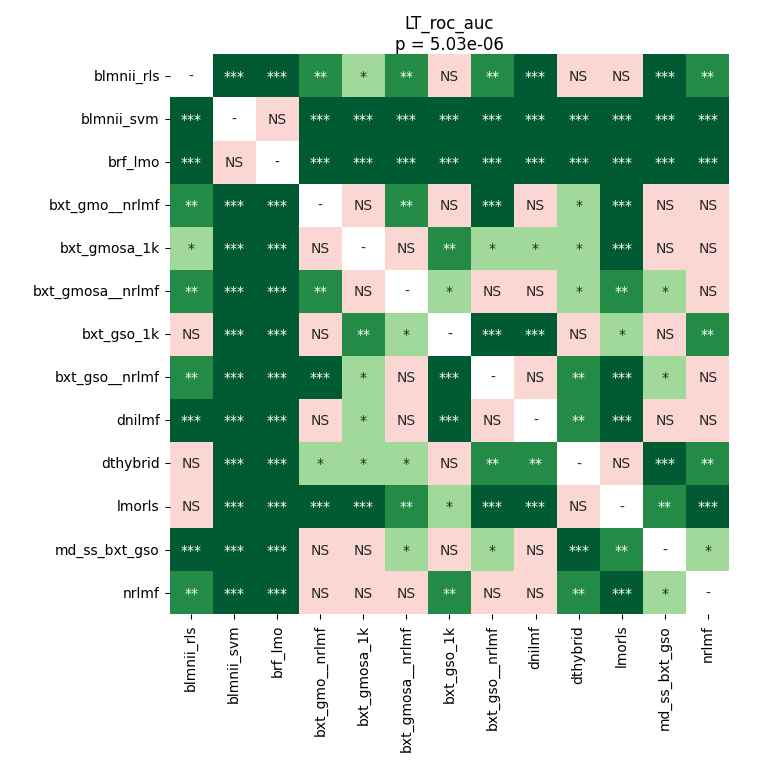 LT_roc_auc
p = 5.03e-06
blmnii_rls - *** *** ** * ** NS ** *** NS NS *** **
blmnii_svm *** - NS *** *** *** *** *** *** *** *** *** ***
brf_lmo *** NS - *** *** *** *** *** *** *** *** *** ***
bxt_gmo__nrlmf ** *** *** - NS ** NS *** NS * *** NS NS
bxt_gmosa_1k * *** *** NS - NS ** * * * *** NS NS
bxt_gmosa__nrlmf ** *** *** ** NS - * NS NS * ** * NS
bxt_gso_1k NS *** *** NS ** * - *** *** NS * NS **
bxt_gso__nrlmf ** *** *** *** * NS *** - NS ** *** * NS
dnilmf *** *** *** NS * NS *** NS - ** *** NS NS
dthybrid NS *** *** * * * NS ** ** - NS *** **
lmorls NS *** *** *** *** ** * *** *** NS - ** ***
md_ss_bxt_gso *** *** *** NS NS * NS * NS *** ** - *
nrlmf ** *** *** NS NS NS ** NS NS ** *** * -
blmnii_rls
blmnii_svm
brf_lmo
bxt_gmo__nrlmf
bxt_gmosa_1k
bxt_gmosa__nrlmf
bxt_gso_1k
bxt_gso__nrlmf
dnilmf
dthybrid
lmorls
md_ss_bxt_gso
nrlmf